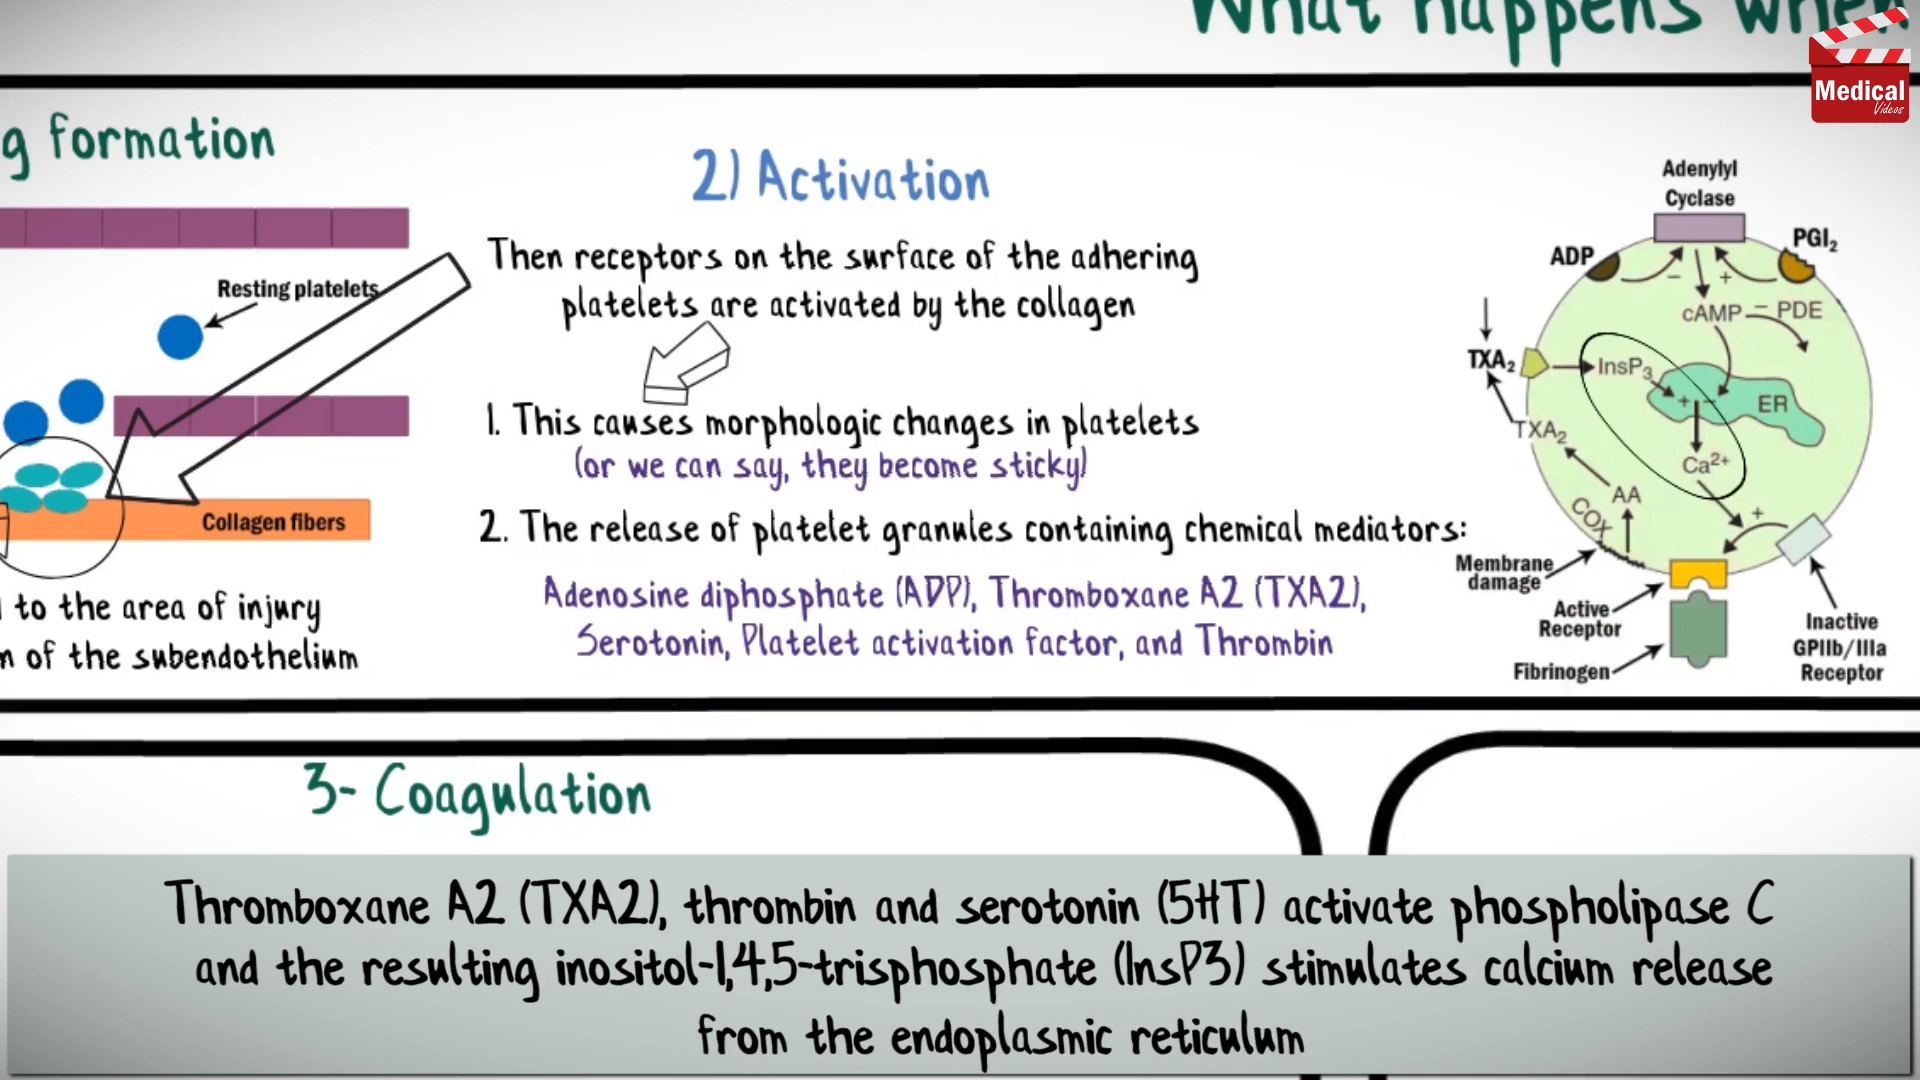 What happens when
Medical
Videos
g formation
Resting platelets
Collagen fibers
to the area of injury
of the subendothelium
2) Activation
Then receptors on the surface of the adhering
platelets are activated by the collagen
1. This causes morphologic changes in platelets
(or we can say, they become sticky)
2. The release of platelet granules containing chemical mediators:
Adenosine diphosphate (ADP), Thromboxane A2 (TXA2),
Serotonin, Platelet activation factor, and Thrombin
Adenylyl
Cyclase
ADP
PGI2
− +
cAMP − PDE
TXA2
InsP3
+ −
ER
TXA2
Ca2+
AA
COX
+
Membrane
damage
Active
Receptor
Fibrinogen
Inactive
GPIIb/IIIa
Receptor
3- Coagulation
Thromboxane A2 (TXA2), thrombin and serotonin (5HT) activate phospholipase C
and the resulting inositol-1,4,5-trisphosphate (InsP3) stimulates calcium release
from the endoplasmic reticulum